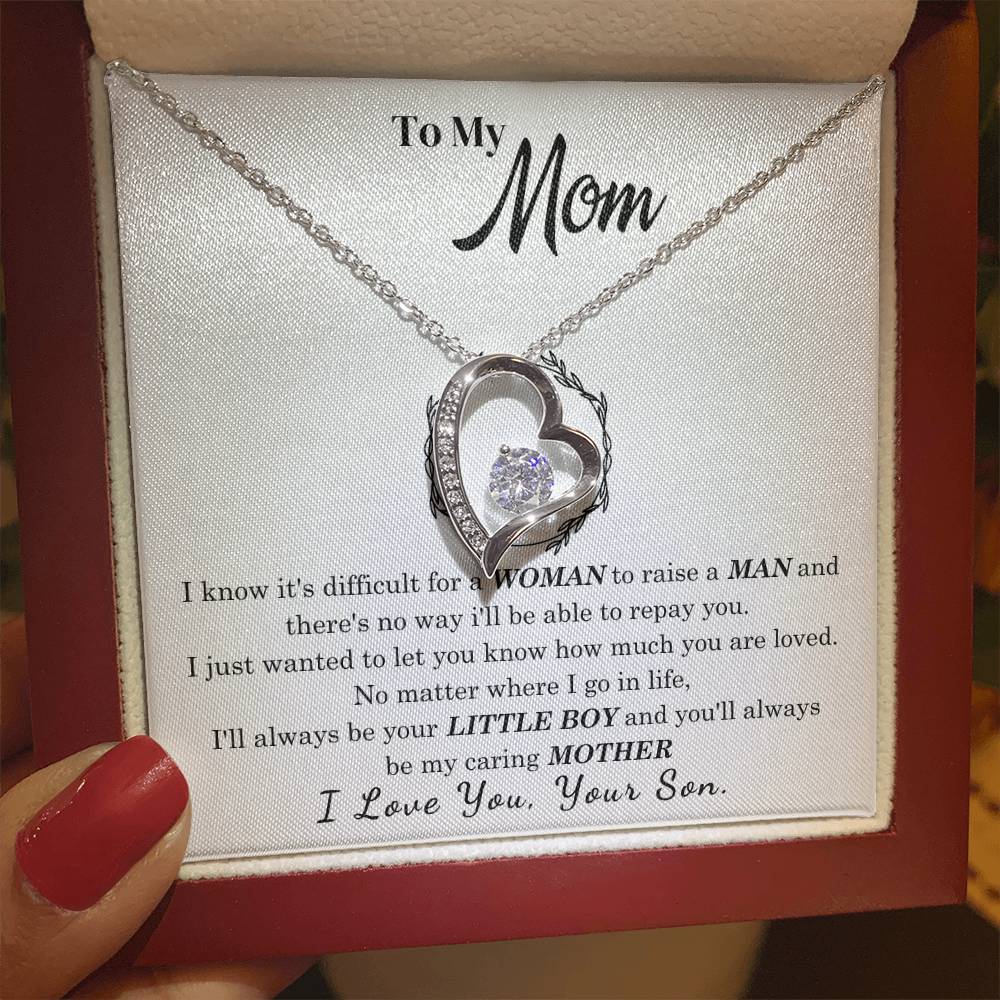 To My
Mom
I know it's difficult for a WOMAN to raise a MAN and
there's no way i'll be able to repay you.
I just wanted to let you know how much you are loved.
No matter where I go in life,
I'll always be your LITTLE BOY and you'll always
be my caring MOTHER
I Love You, Your Son.